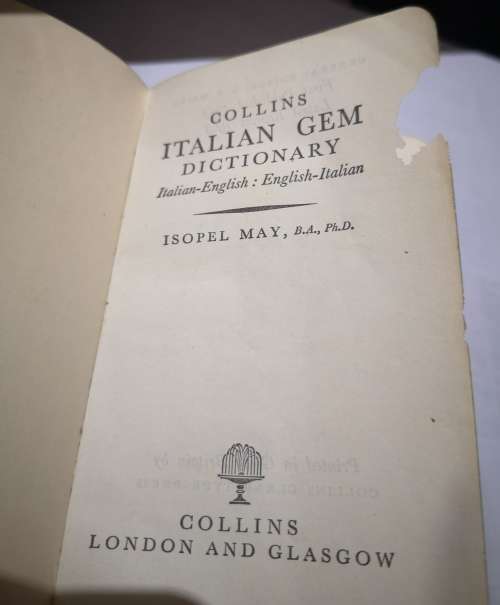 COLLINS
ITALIAN GEM
DICTIONARY
Italian-English : English-Italian
ISOPEL MAY, B.A., Ph.D.
COLLINS
LONDON AND GLASGOW